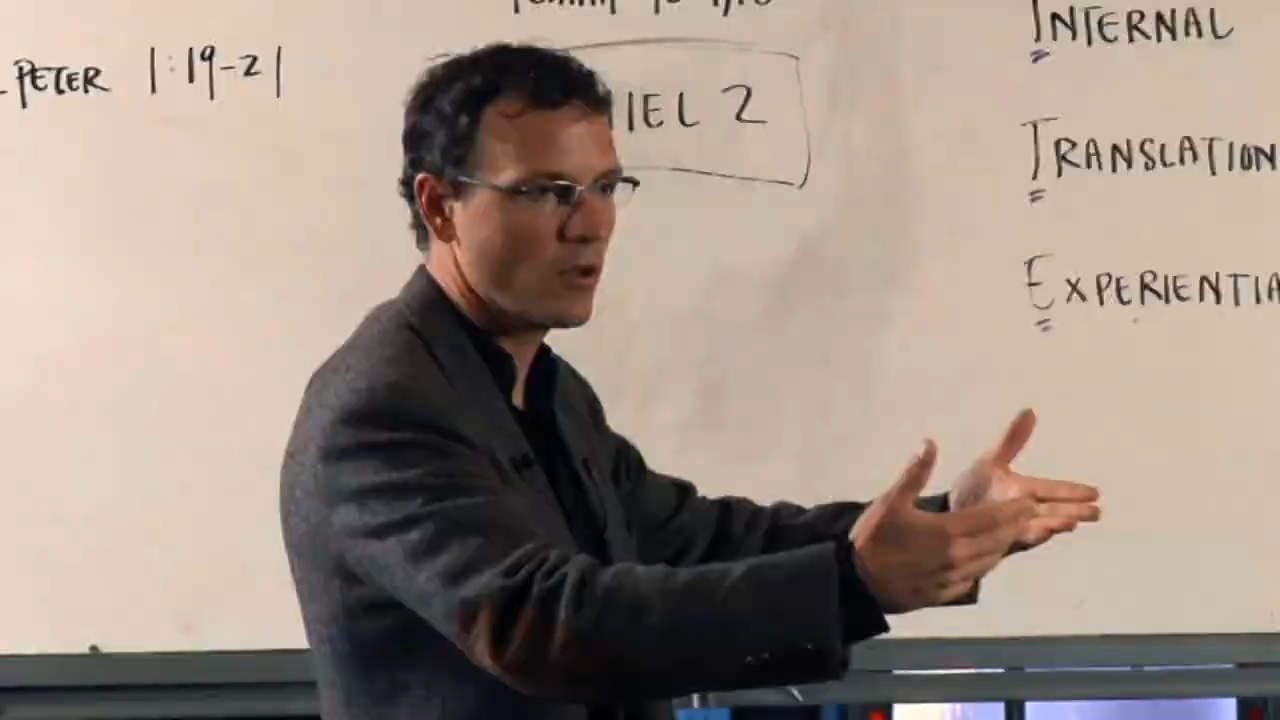 PETER 1:19-21
IEL 2
INTERNAL
TRANSLATION
EXPERIENTIA